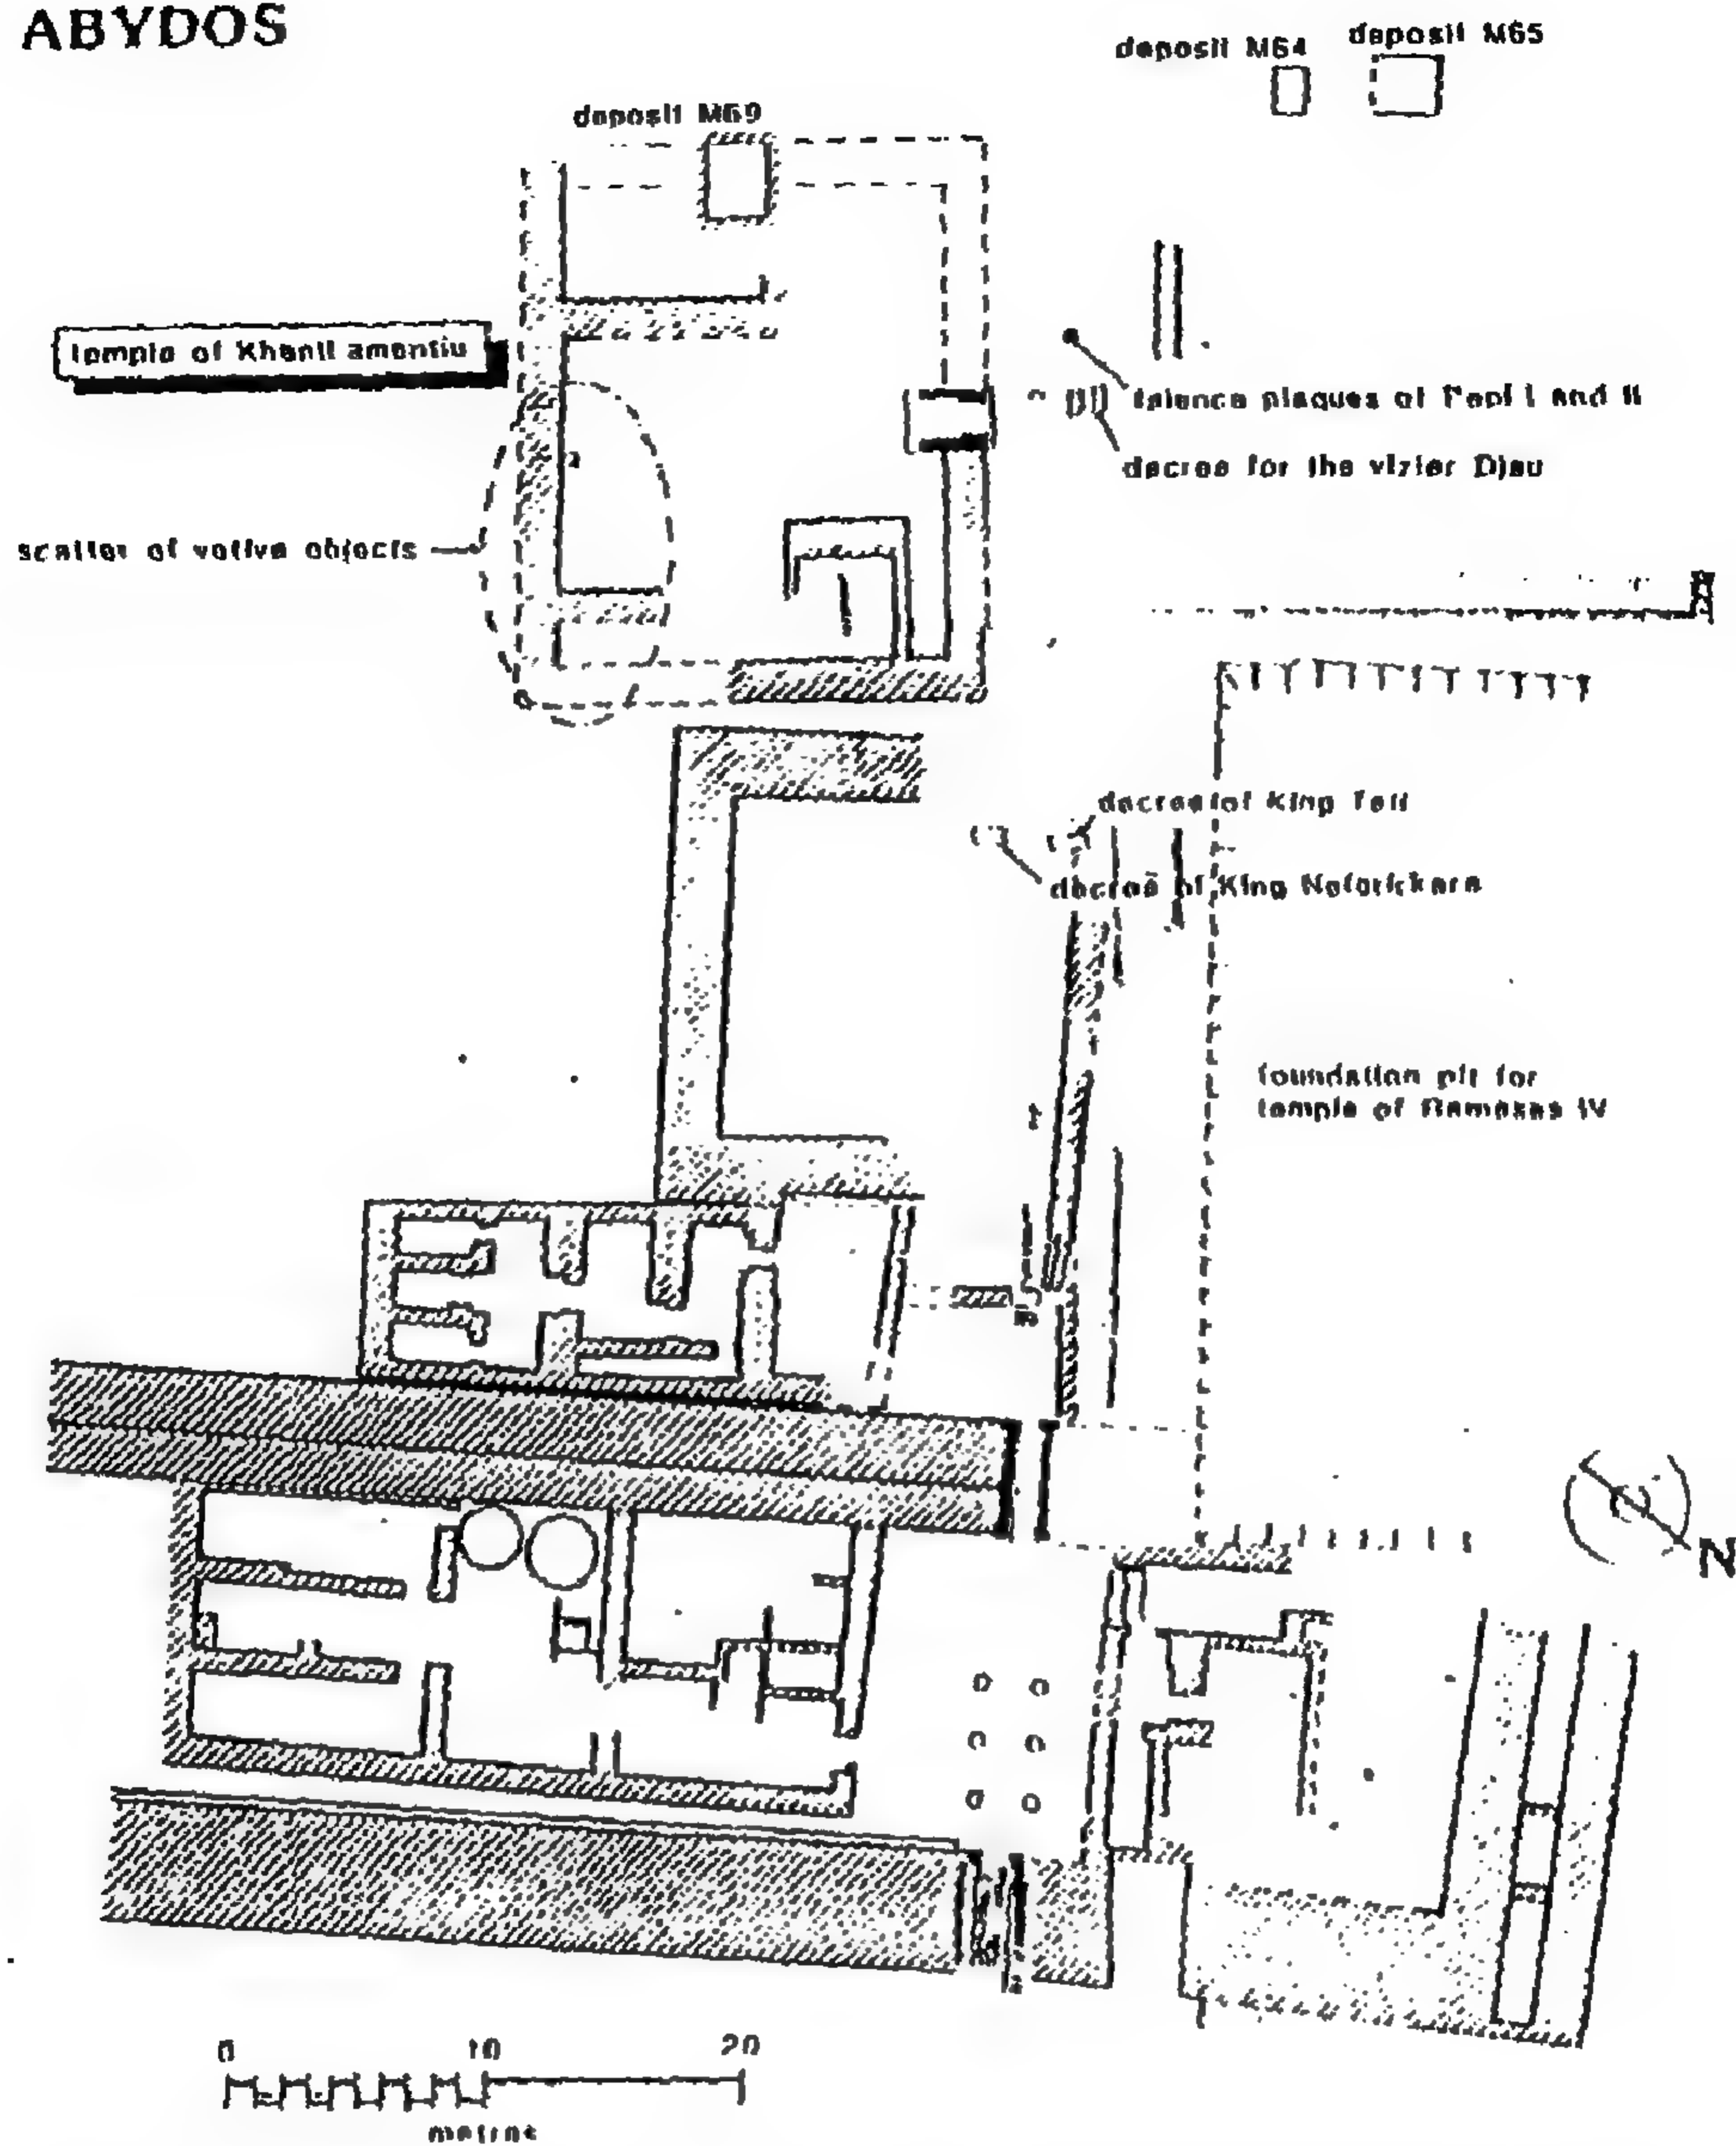 ABYDOS
deposit M64
deposit M65
deposit M69
temple of Khentiamentiu
faience plaques of Pepi I and II
decree for the vizier Djau
scatter of votive objects
decree of King Teti
decree of King Neferirkare
foundation pit for
temple of Rameses IV
N
0 10 20
metres